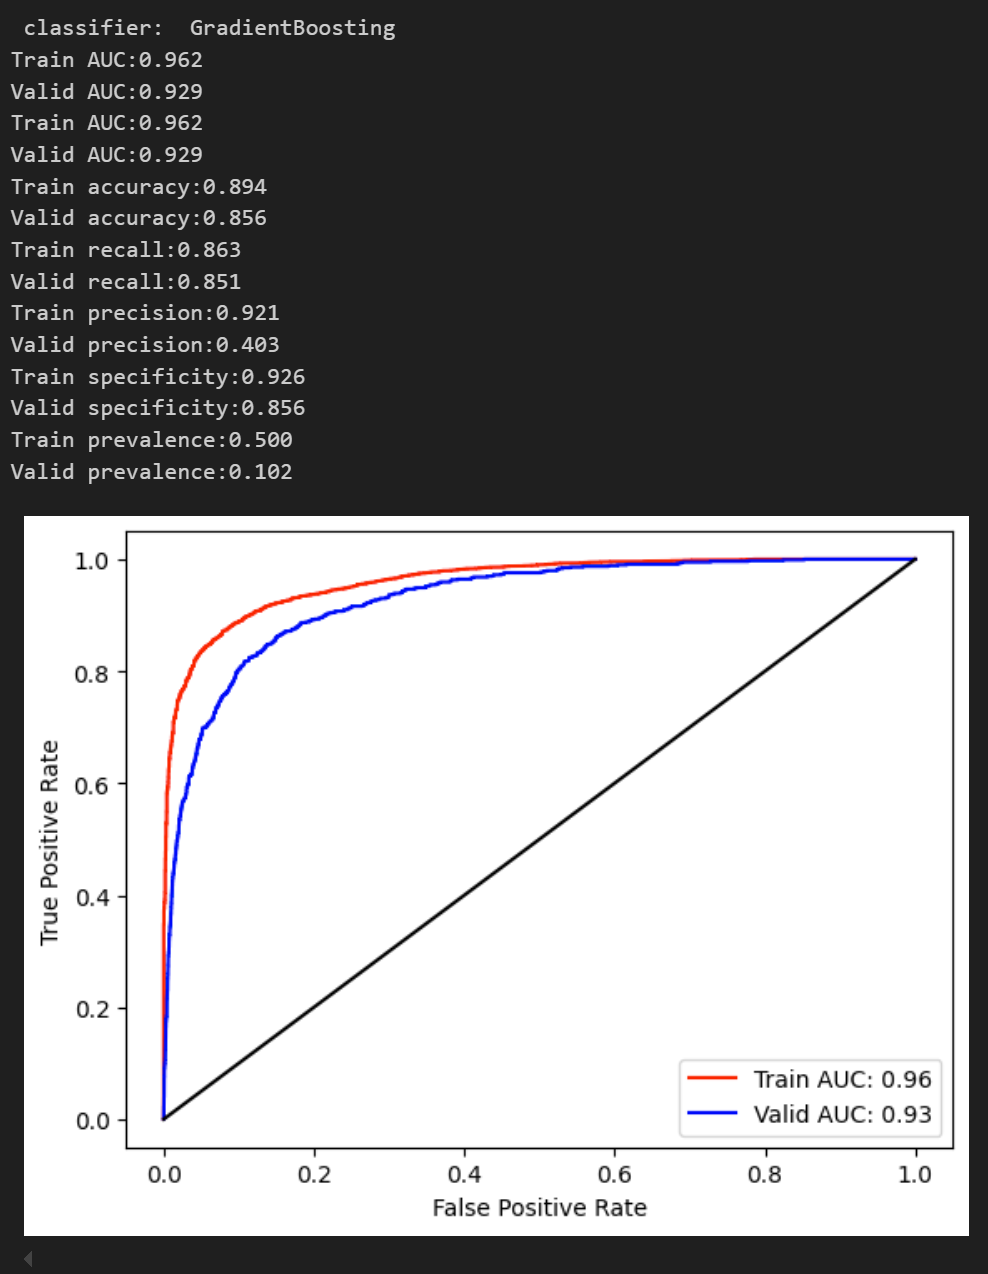 classifier:  GradientBoosting
Train AUC:0.962
Valid AUC:0.929
Train AUC:0.962
Valid AUC:0.929
Train accuracy:0.894
Valid accuracy:0.856
Train recall:0.863
Valid recall:0.851
Train precision:0.921
Valid precision:0.403
Train specificity:0.926
Valid specificity:0.856
Train prevalence:0.500
Valid prevalence:0.102
1.0
0.8
0.6
0.4
0.2
0.0
True Positive Rate
Train AUC: 0.96
Valid AUC: 0.93
0.0 0.2 0.4 0.6 0.8 1.0
False Positive Rate